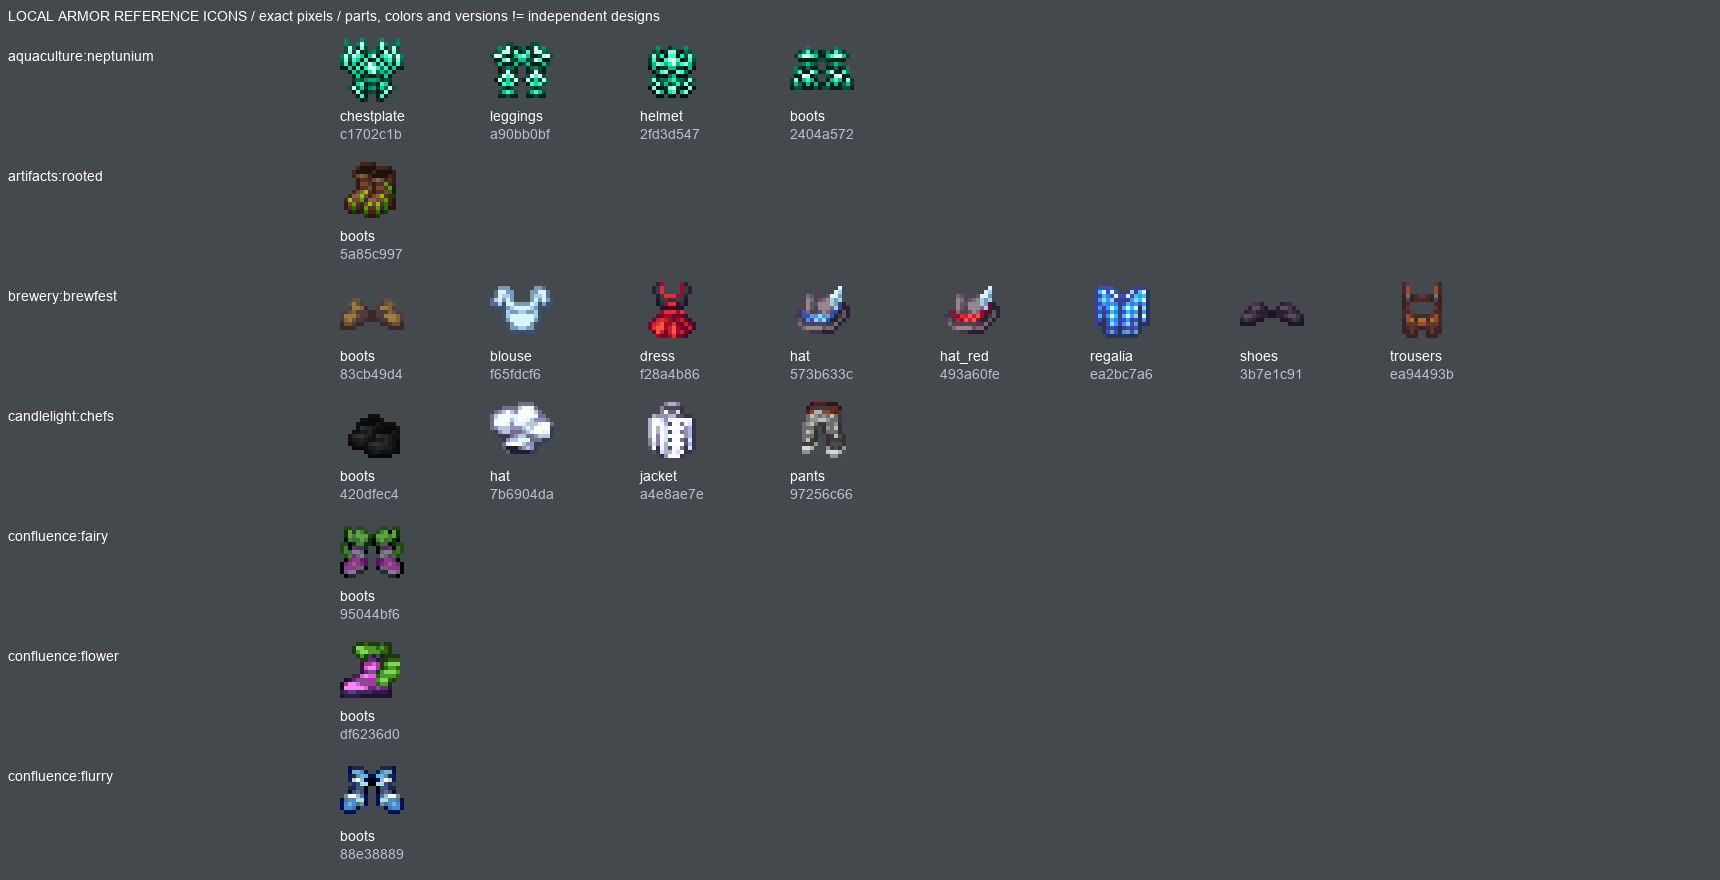 LOCAL ARMOR REFERENCE ICONS / exact pixels / parts, colors and versions != independent designs
aquaculture:neptunium
chestplate leggings helmet boots
c1702c1b a90bb0bf 2fd3d547 2404a572
artifacts:rooted
boots
5a85c997
brewery:brewfest
boots blouse dress hat hat_red regalia shoes trousers
83cb49d4 f65fdcf6 f28a4b86 573b633c 493a60fe ea2bc7a6 3b7e1c91 ea94493b
candlelight:chefs
boots hat jacket pants
420dfec4 7b6904da a4e8ae7e 97256c66
confluence:fairy
boots
95044bf6
confluence:flower
boots
df6236d0
confluence:flurry
boots
88e38889